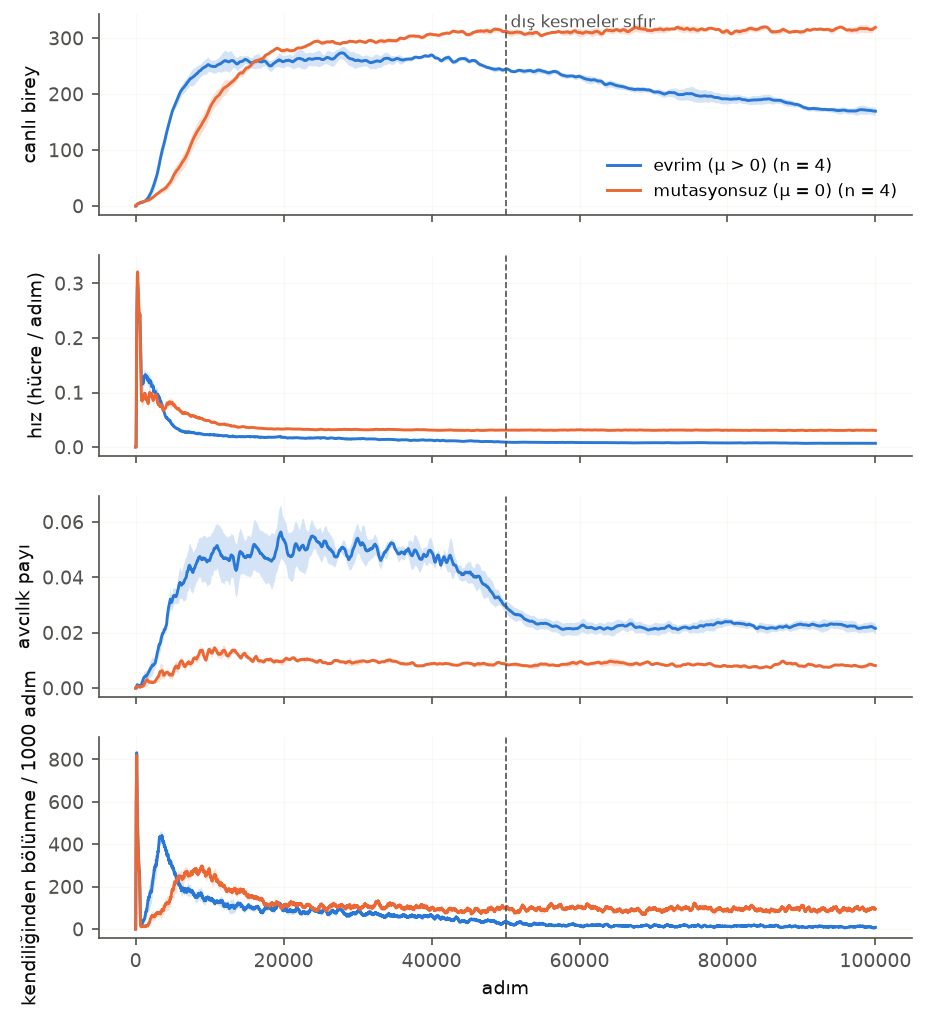 dış kesmeler sıfır
canlı birey
300
200
100
0
evrim (μ > 0) (n = 4)
mutasyonsuz (μ = 0) (n = 4)
hız (hücre / adım)
0.3
0.2
0.1
0.0
avcılık payı
0.06
0.04
0.02
0.00
kendiliğinden bölünme / 1000 adım
800
600
400
200
0
0 20000 40000 60000 80000 100000
adım